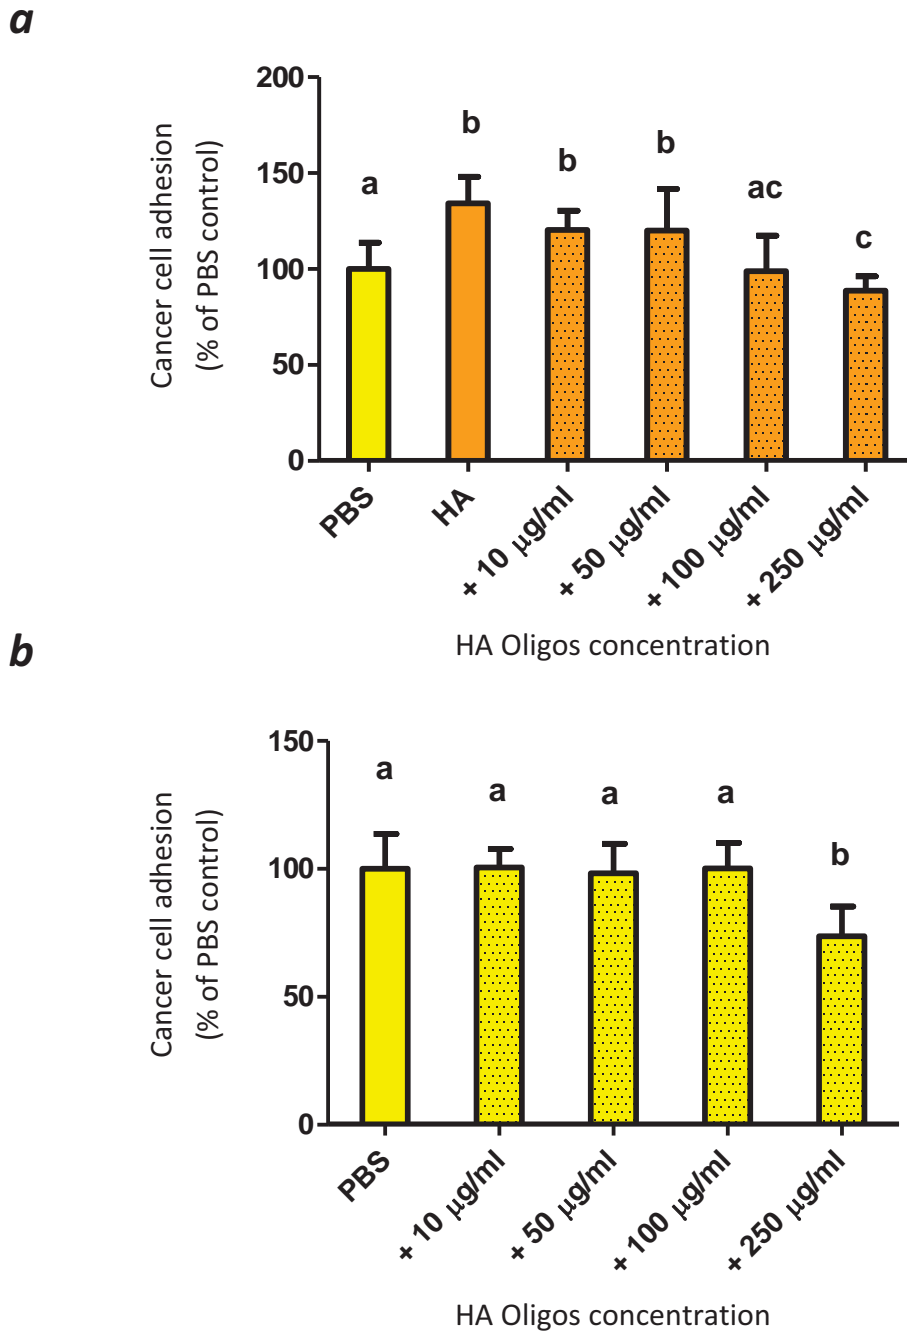 a
Cancer cell adhesion
(% of PBS control)
200
150
100
50
0
a
b
b
b
ac
c
PBS
HA
+ 10 μg/ml
+ 50 μg/ml
+ 100 μg/ml
+ 250 μg/ml
HA Oligos concentration
b
Cancer cell adhesion
(% of PBS control)
150
100
50
0
a
a
a
a
b
PBS
+ 10 μg/ml
+ 50 μg/ml
+ 100 μg/ml
+ 250 μg/ml
HA Oligos concentration